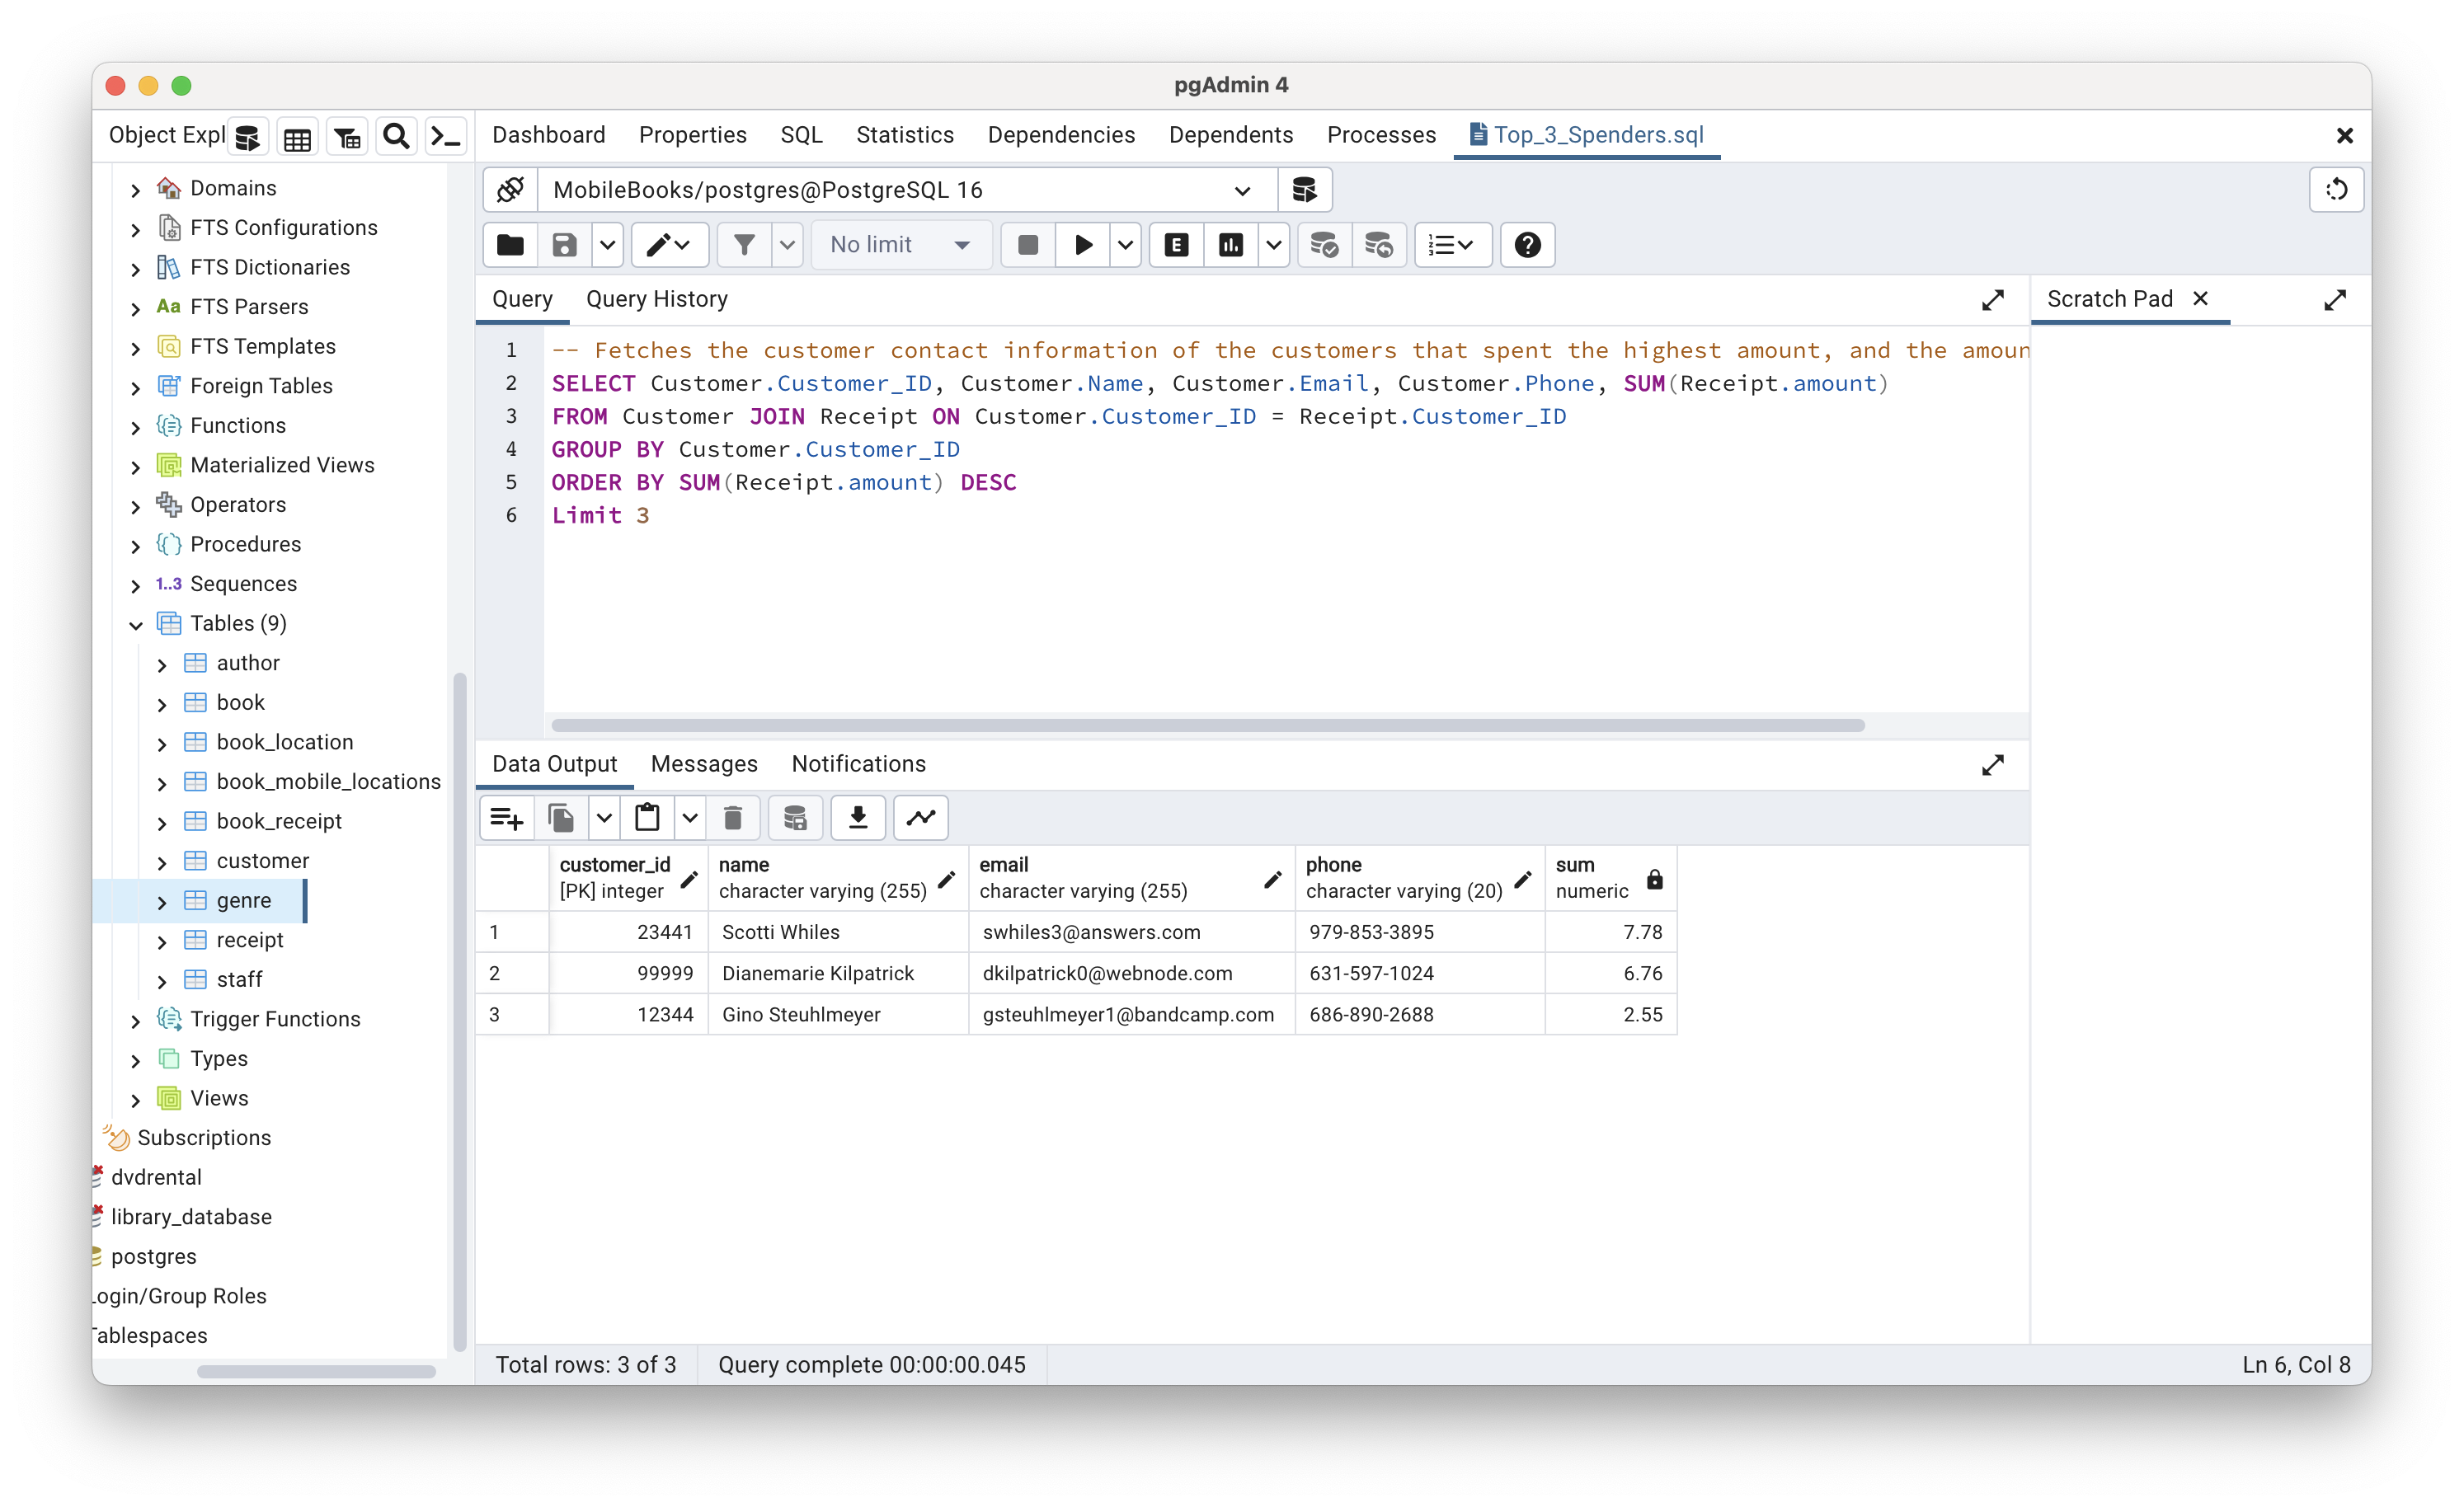 pgAdmin 4
Object Expl
Dashboard Properties SQL Statistics Dependencies Dependents Processes Top_3_Spenders.sql
Domains
FTS Configurations
FTS Dictionaries
Aa FTS Parsers
FTS Templates
Foreign Tables
Functions
Materialized Views
Operators
Procedures
1..3 Sequences
Tables (9)
author
book
book_location
book_mobile_locations
book_receipt
customer
genre
receipt
staff
Trigger Functions
Types
Views
Subscriptions
dvdrental
library_database
postgres
Login/Group Roles
Tablespaces
MobileBooks/postgres@PostgreSQL 16
No limit E
Query Query History
Scratch Pad
1 -- Fetches the customer contact information of the customers that spent the highest amount, and the amoun
2 SELECT Customer.Customer_ID, Customer.Name, Customer.Email, Customer.Phone, SUM(Receipt.amount)
3 FROM Customer JOIN Receipt ON Customer.Customer_ID = Receipt.Customer_ID
4 GROUP BY Customer.Customer_ID
5 ORDER BY SUM(Receipt.amount) DESC
6 Limit 3
Data Output Messages Notifications
customer_id name email phone sum
[PK] integer character varying (255) character varying (255) character varying (20) numeric
1 23441 Scotti Whiles swhiles3@answers.com 979-853-3895 7.78
2 99999 Dianemarie Kilpatrick dkilpatrick0@webnode.com 631-597-1024 6.76
3 12344 Gino Steuhlmeyer gsteuhlmeyer1@bandcamp.com 686-890-2688 2.55
Total rows: 3 of 3 Query complete 00:00:00.045 Ln 6, Col 8